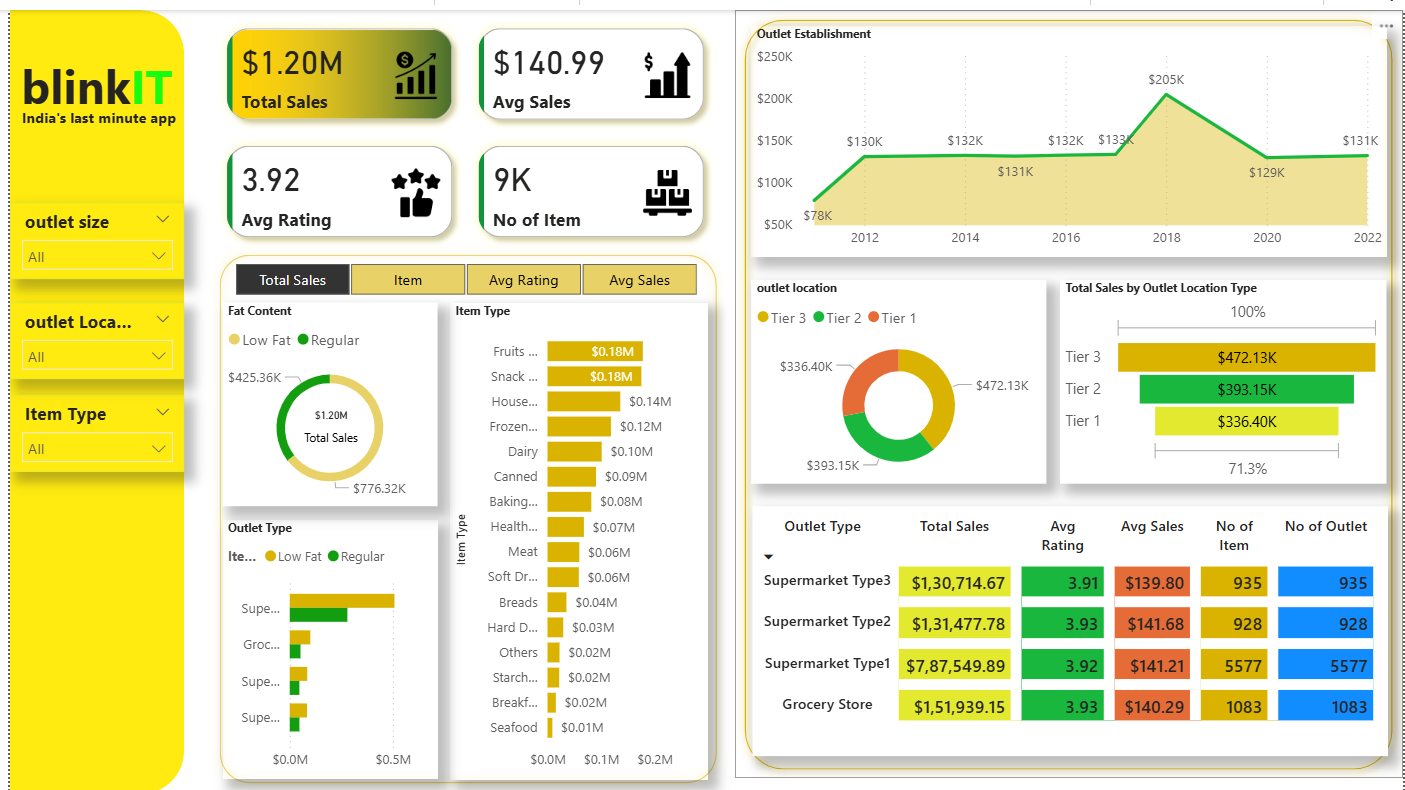 blinkIT
India's last minute app
outlet size
All
outlet Loca...
All
Item Type
All
$1.20M
Total Sales
$140.99
Avg Sales
3.92
Avg Rating
9K
No of Item
Total Sales Item Avg Rating Avg Sales
Fat Content
Low Fat Regular
$425.36K
$1.20M
Total Sales
$776.32K
Outlet Type
Ite... Low Fat Regular
Supe...
Groc...
Supe...
Supe...
$0.0M $0.5M
Item Type
Item Type
Fruits ... $0.18M
Snack ... $0.18M
House... $0.14M
Frozen... $0.12M
Dairy $0.10M
Canned $0.09M
Baking... $0.08M
Health... $0.07M
Meat $0.06M
Soft Dr... $0.06M
Breads $0.04M
Hard D... $0.03M
Others $0.02M
Starch... $0.02M
Breakf... $0.02M
Seafood $0.01M
$0.0M $0.1M $0.2M
Outlet Establishment
$250K
$200K
$150K
$100K
$50K
$78K $130K $132K $131K $132K $133K $205K $129K $131K
2012 2014 2016 2018 2020 2022
outlet location
Tier 3 Tier 2 Tier 1
$336.40K
$472.13K
$393.15K
Total Sales by Outlet Location Type
100%
Tier 3 $472.13K
Tier 2 $393.15K
Tier 1 $336.40K
71.3%
Outlet Type Total Sales Avg Rating Avg Sales No of Item No of Outlet
Supermarket Type3 $1,30,714.67 3.91 $139.80 935 935
Supermarket Type2 $1,31,477.78 3.93 $141.68 928 928
Supermarket Type1 $7,87,549.89 3.92 $141.21 5577 5577
Grocery Store $1,51,939.15 3.93 $140.29 1083 1083